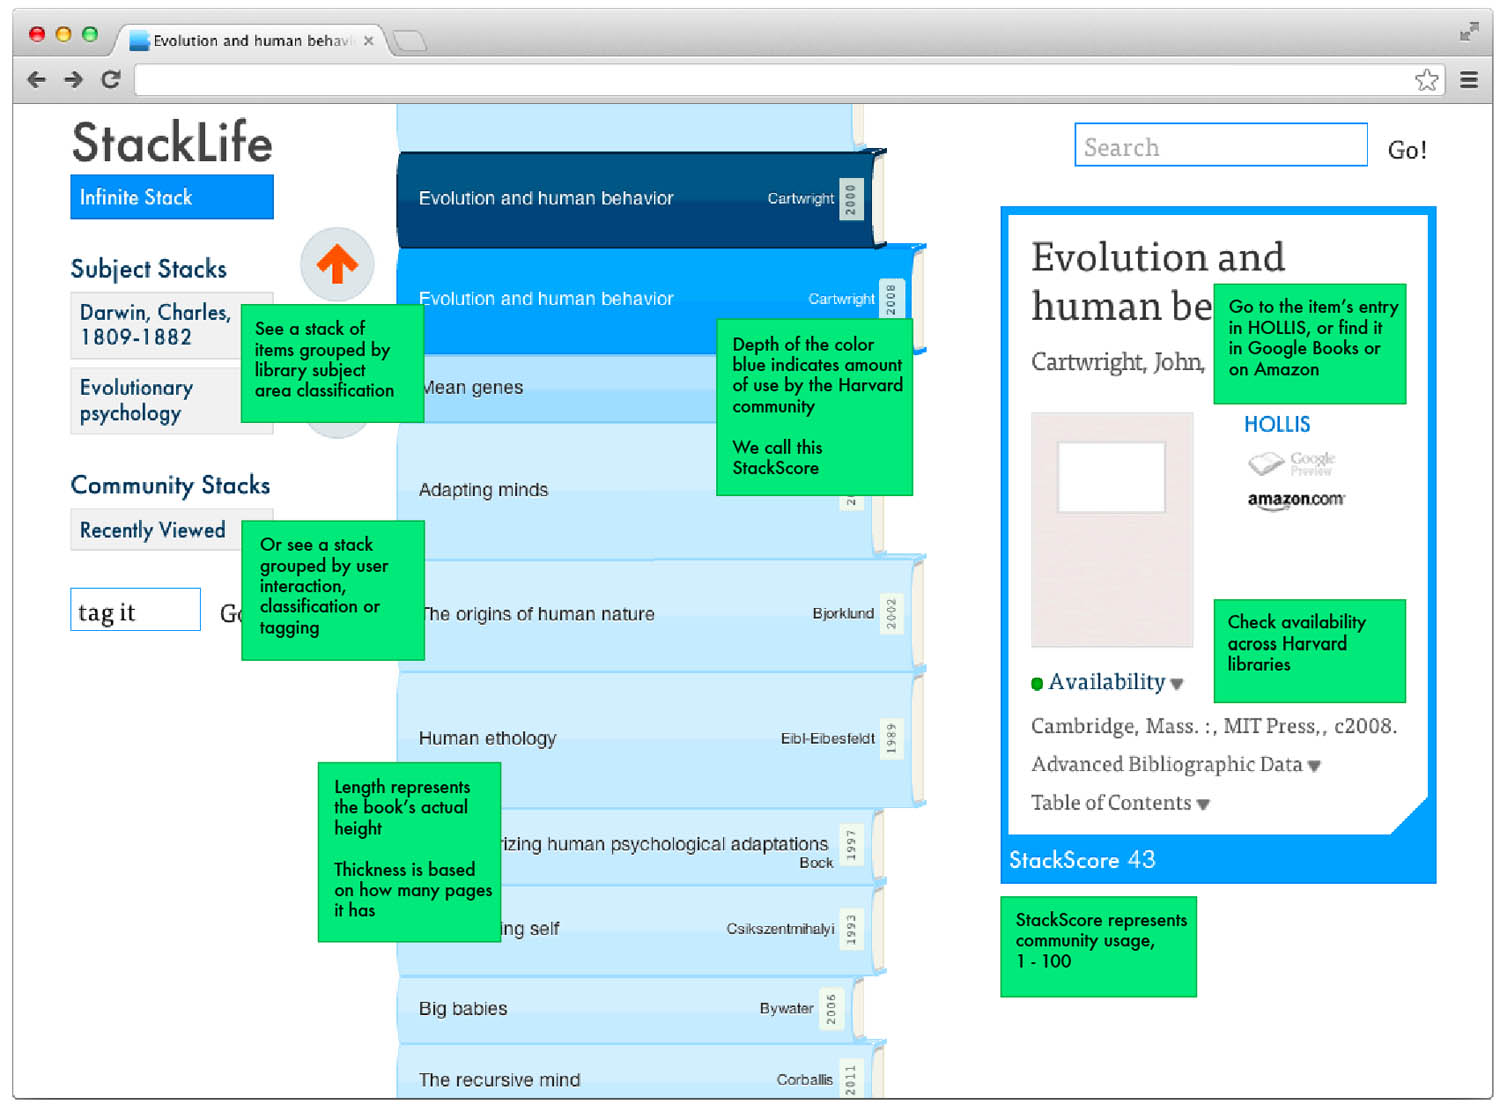 Evolution and human behavi
StackLife
Infinite Stack
Subject Stacks
Darwin, Charles,
1809-1882
Evolutionary
psychology
Community Stacks
Recently Viewed
tag it
See a stack of
items grouped by
library subject
area classification
Or see a stack
grouped by user
interaction,
classification or
tagging
Length represents
the book's actual
height
Thickness is based
on how many pages
it has
Evolution and human behavior Cartwright 2000
Evolution and human behavior Cartwright 2008
Mean genes
Adapting minds
The origins of human nature Bjorklund 2002
Human ethology Eibl-Eibesfeldt 1989
human psychological adaptations
Bock 1997
self Csikszentmihalyi 1993
Big babies Bywater 2006
The recursive mind Corballis 2011
Depth of the color
blue indicates amount
of use by the Harvard
community
We call this
StackScore
Search Go!
Evolution and
human be
Cartwright, John,
Go to the item's entry
in HOLLIS, or find it
in Google Books or
on Amazon
HOLLIS
Google
Preview
amazon.com
Check availability
across Harvard
libraries
Availability
Cambridge, Mass. :, MIT Press,, c2008.
Advanced Bibliographic Data
Table of Contents
StackScore 43
StackScore represents
community usage,
1 - 100